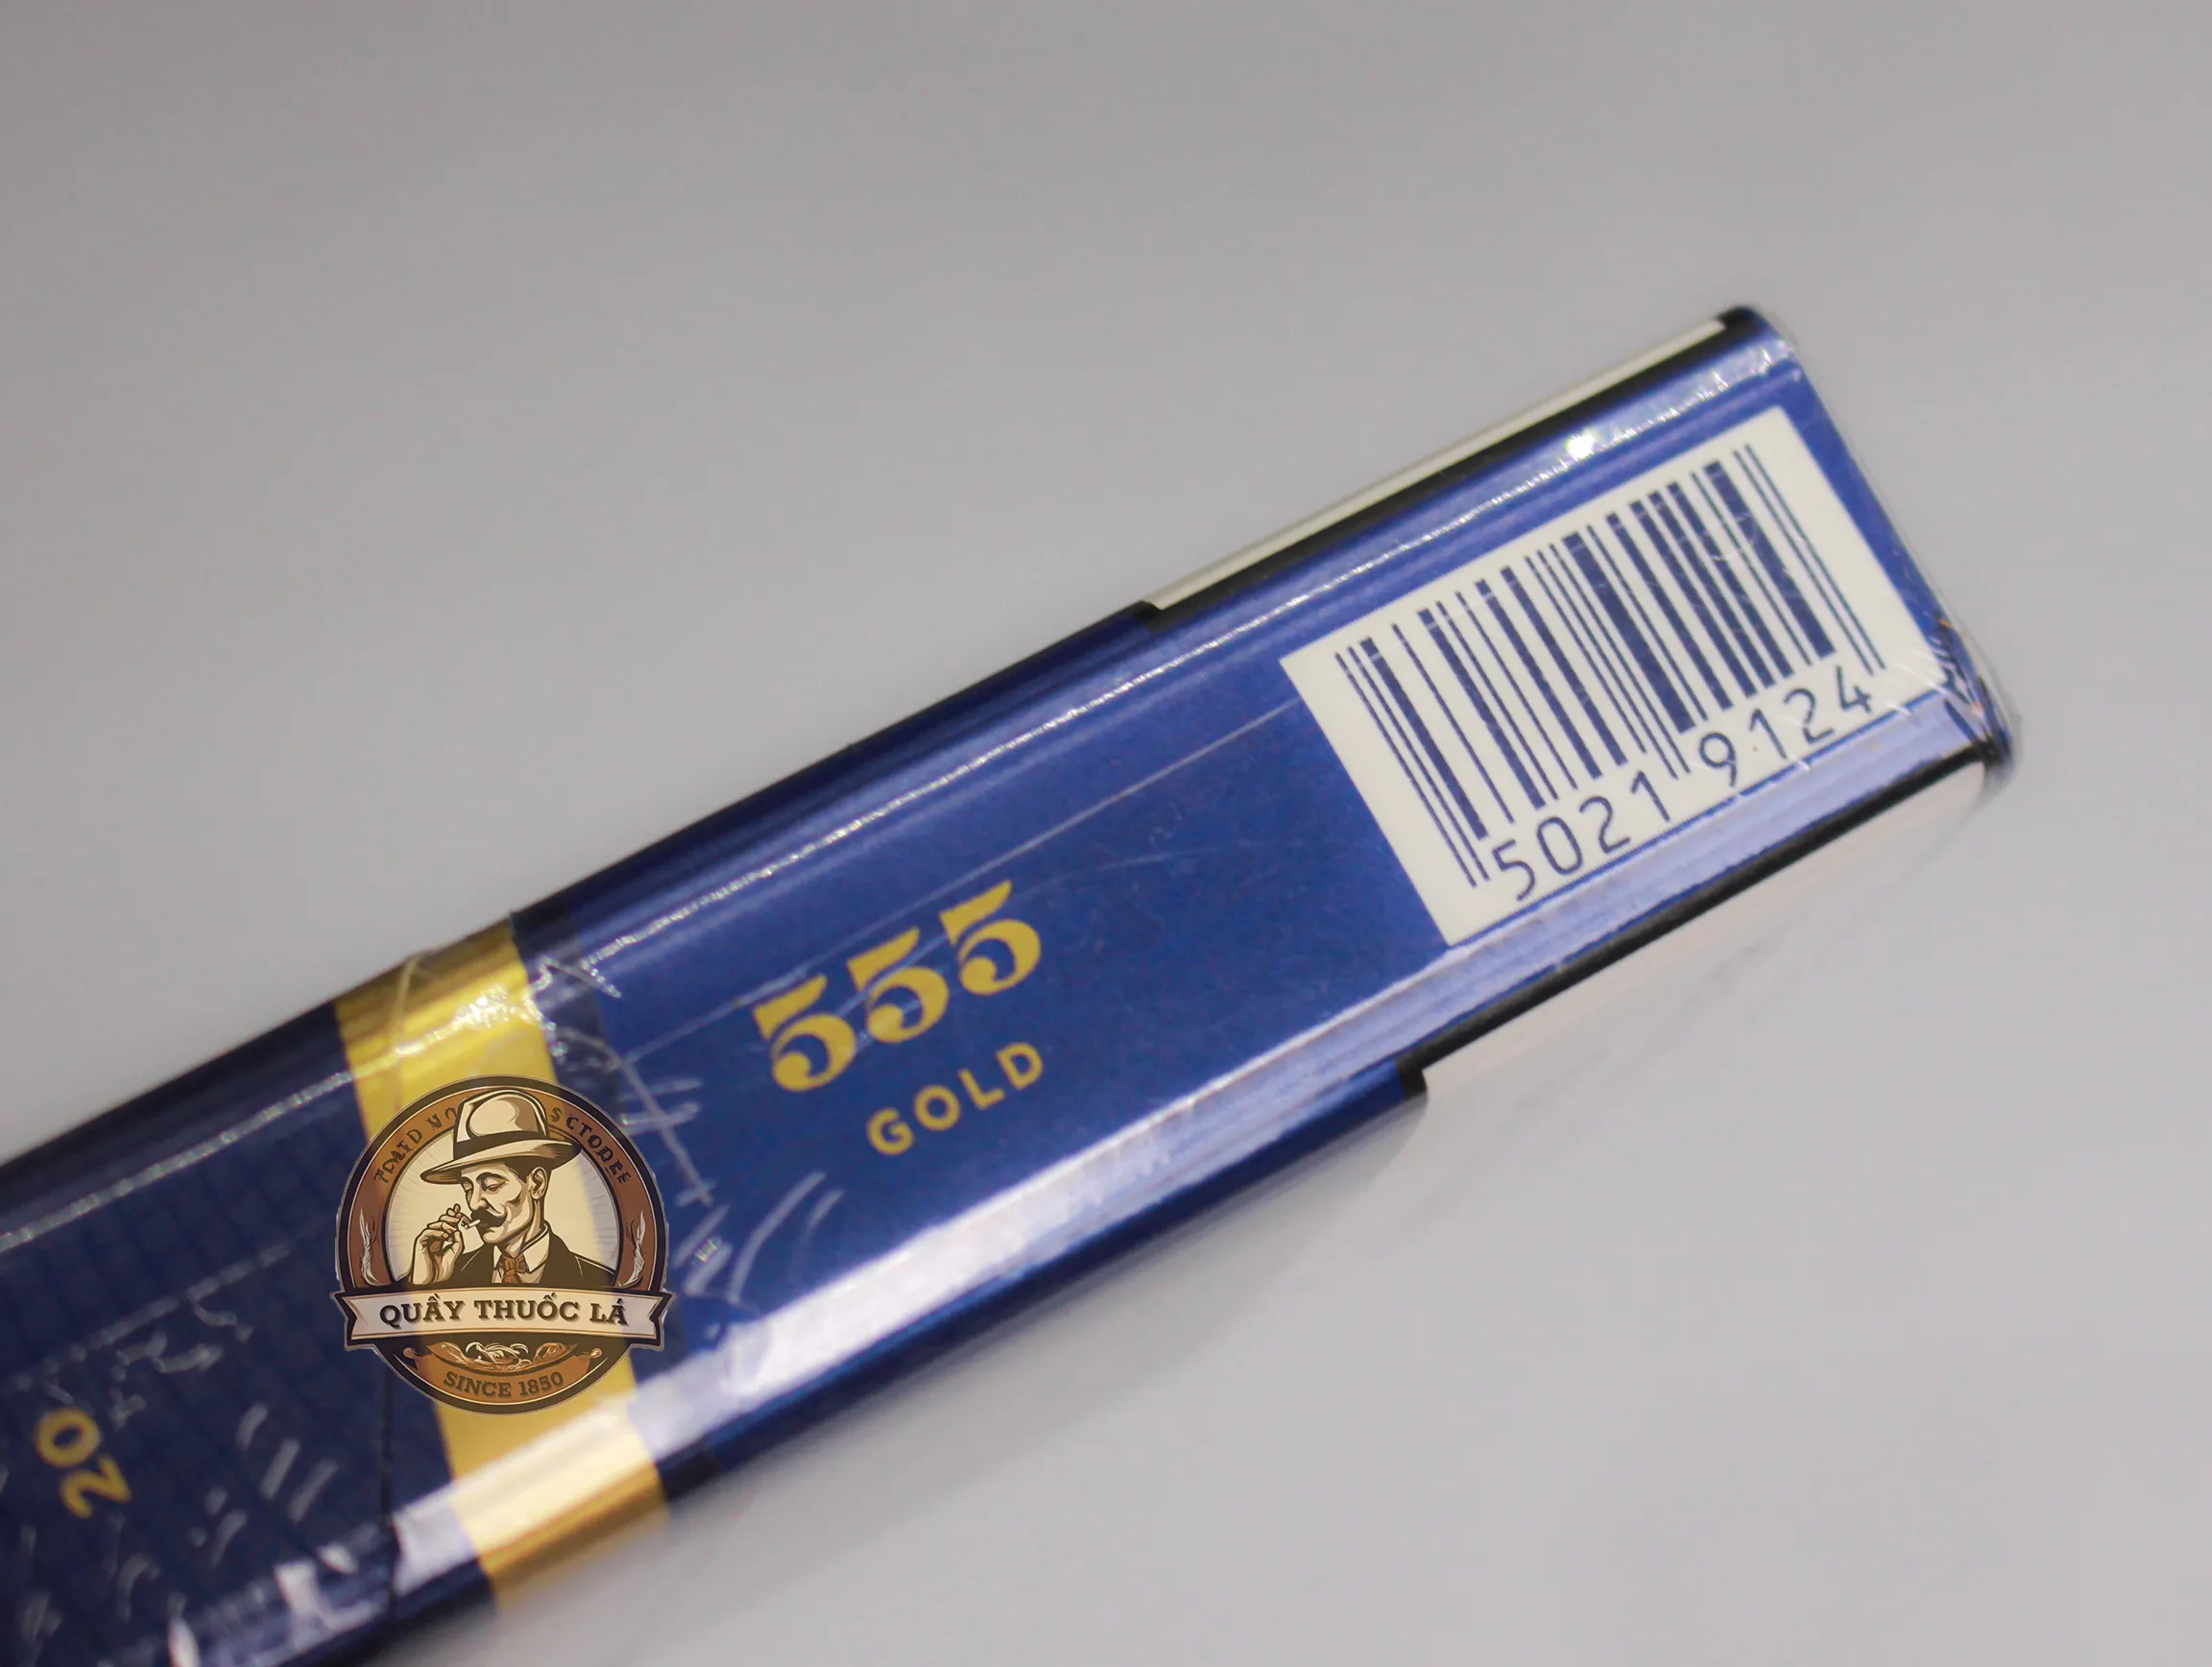 5021 9124
555
GOLD
20
QUẦY THUỐC LÁ
SINCE 1850